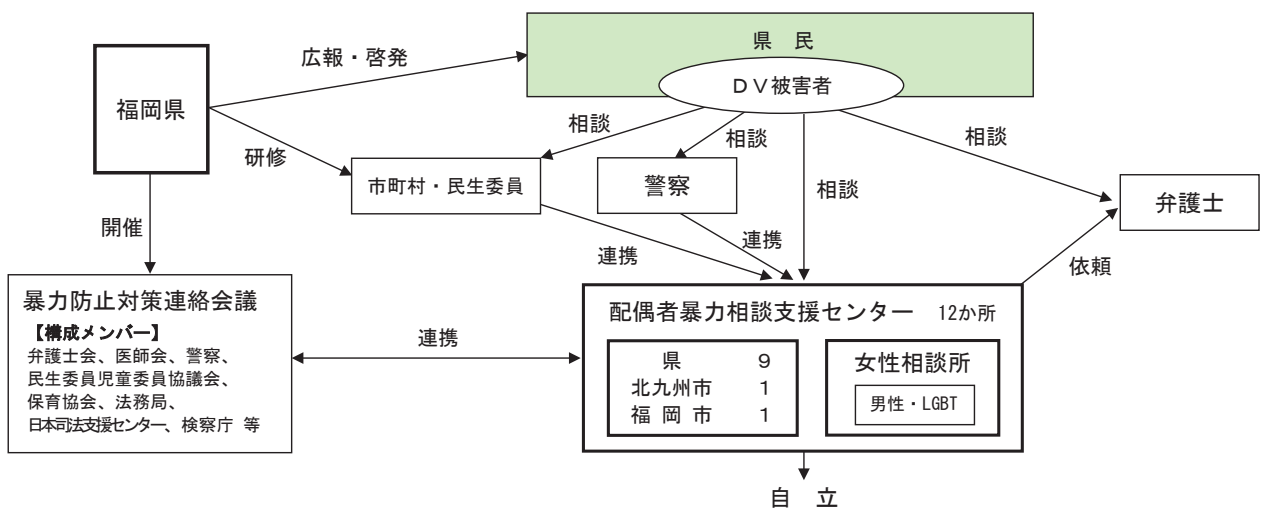 県 民
DV被害者
広報・啓発
福岡県
研修
開催
相談
相談
相談
相談
市町村・民生委員
警察
弁護士
連携
連携
依頼
暴力防止対策連絡会議
【構成メンバー】
弁護士会、医師会、警察、
民生委員児童委員協議会、
保育協会、法務局、
日本司法支援センター、検察庁 等
連携
配偶者暴力相談支援センター 12か所
県 9
北九州市 1
福 岡 市 1
女性相談所
男性・LGBT
自 立